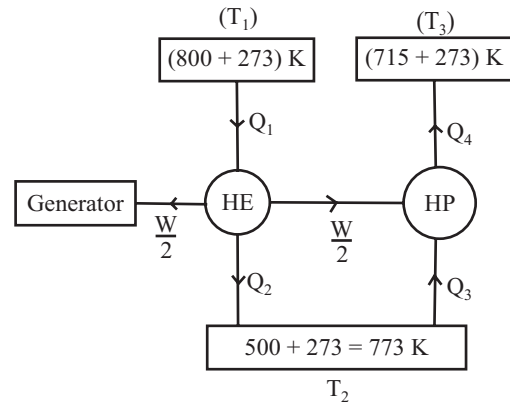 (T₁)
(T₃)
(800 + 273) K
(715 + 273) K
Q₁
Q₄
Generator
HE
HP
W/2
W/2
Q₂
Q₃
500 + 273 = 773 K
T₂